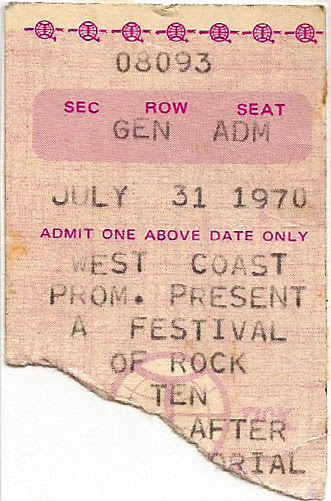 08093
SEC ROW SEAT
GEN ADM
JULY 31 1970
ADMIT ONE ABOVE DATE ONLY
WEST COAST
PROM. PRESENT
A FESTIVAL
OF ROCK
TEN
TICK
AFTER
ORIAL